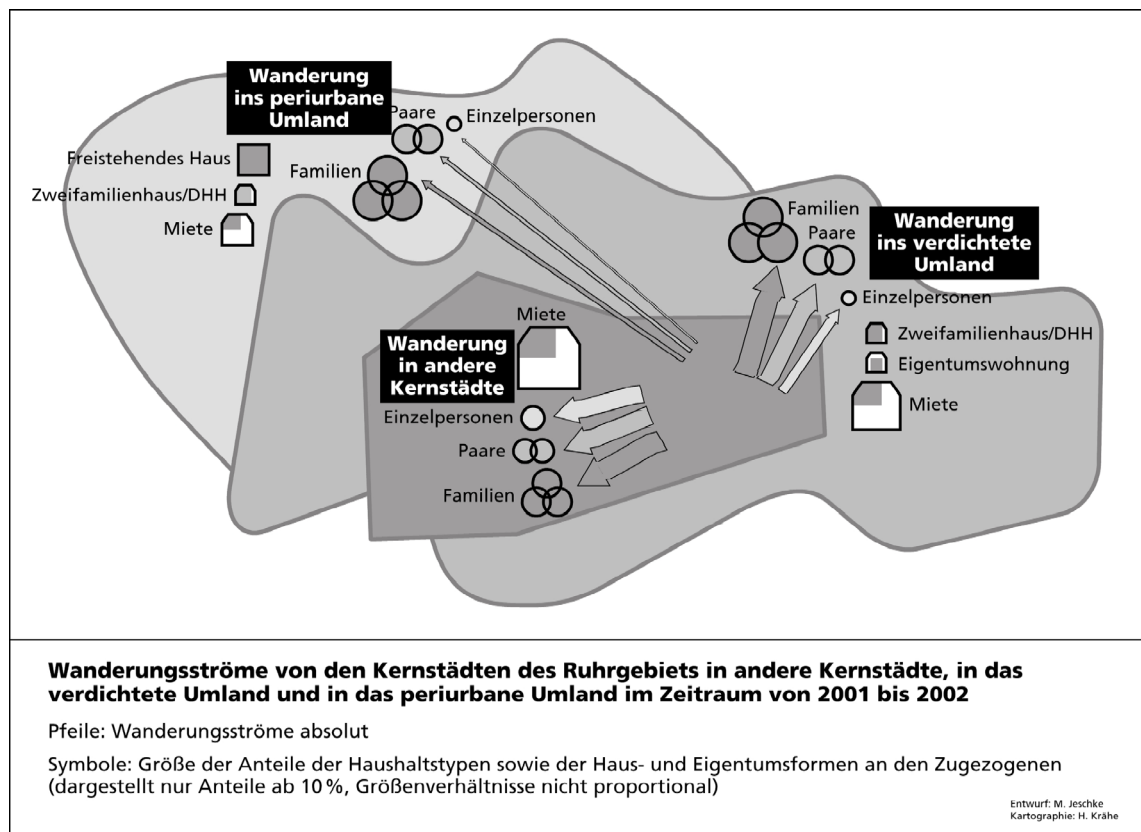 Wanderung
ins periurbane
Umland
Paare
Einzelpersonen
Freistehendes Haus
Familien
Zweifamilienhaus/DHH
Miete
Familien
Paare
Wanderung
ins verdichtete
Umland
Einzelpersonen
Zweifamilienhaus/DHH
Eigentumswohnung
Miete
Miete
Wanderung
in andere
Kernstädte
Einzelpersonen
Paare
Familien
Wanderungsströme von den Kernstädten des Ruhrgebiets in andere Kernstädte, in das
verdichtete Umland und in das periurbane Umland im Zeitraum von 2001 bis 2002
Pfeile: Wanderungsströme absolut
Symbole: Größe der Anteile der Haushaltstypen sowie der Haus- und Eigentumsformen an den Zugezogenen
(dargestellt nur Anteile ab 10 %, Größenverhältnisse nicht proportional)
Entwurf: M. Jeschke
Kartographie: H. Krähe